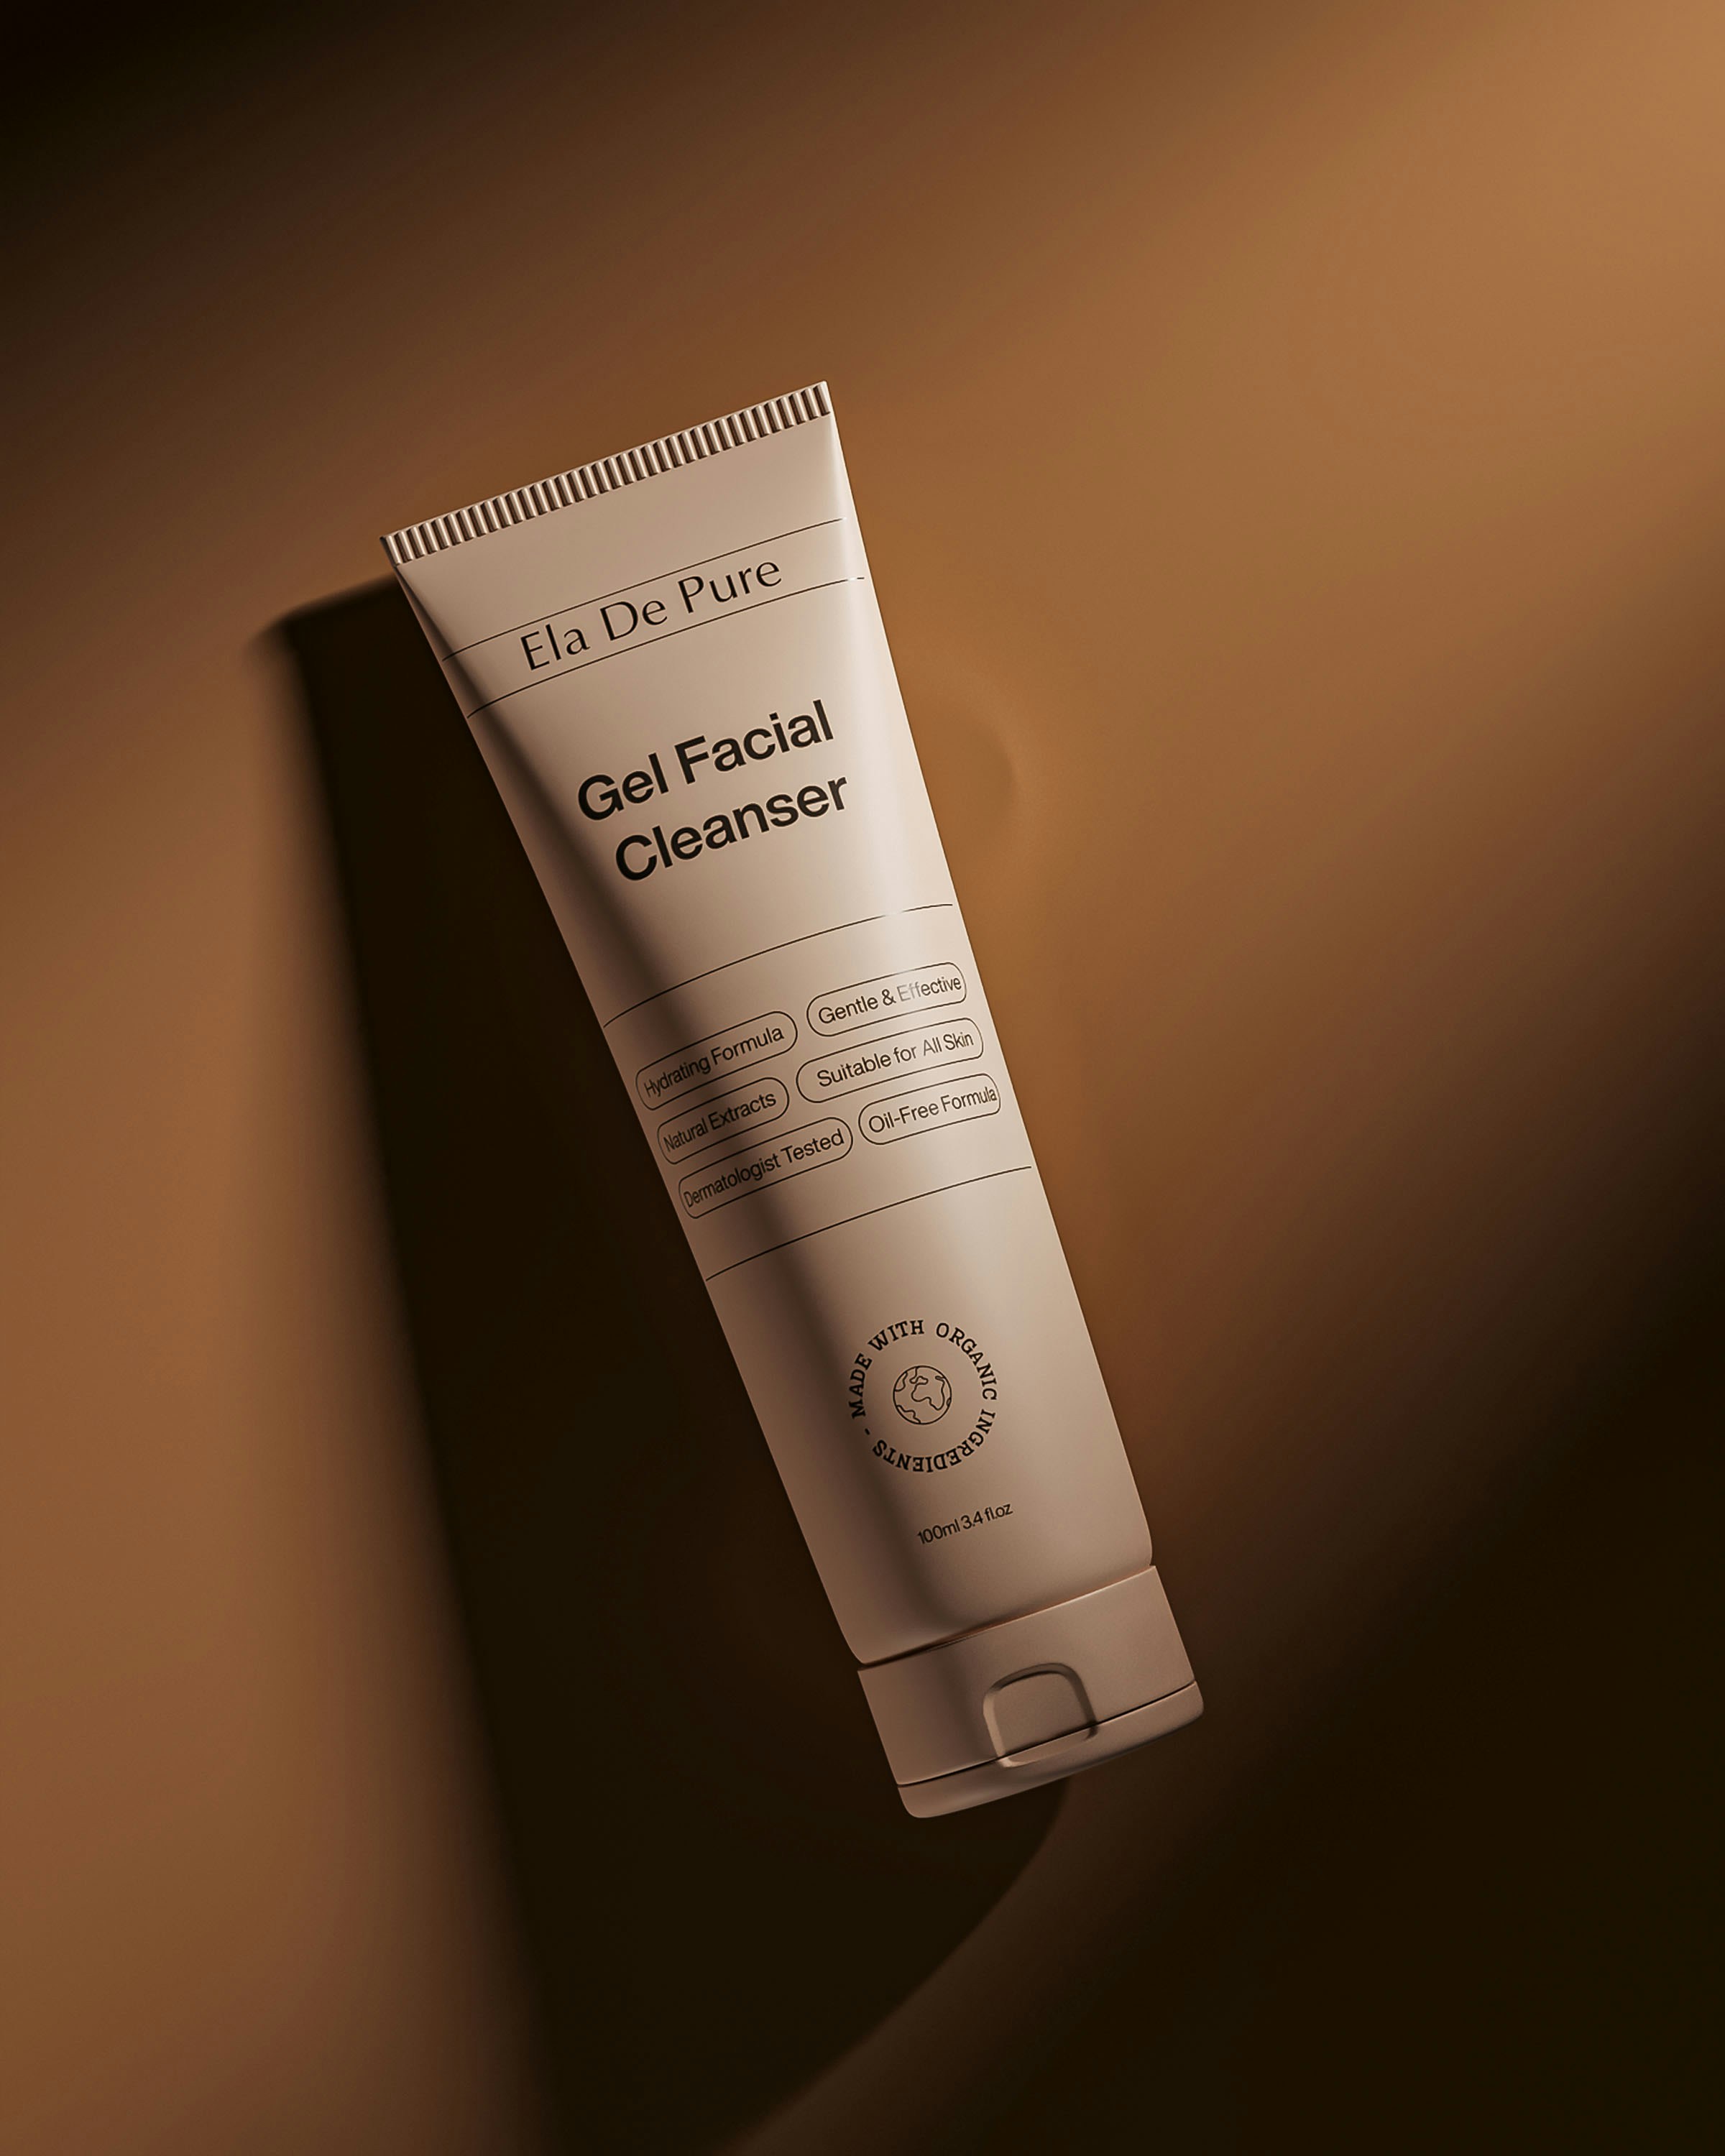 Ela De Pure
Gel Facial
Cleanser
Hydrating Formula
Gentle & Effective
Natural Extracts
Suitable for All Skin
Dermatologist Tested
Oil-Free Formula
MADE WITH ORGANIC INGREDIENTS -
100ml 3.4 fl.oz